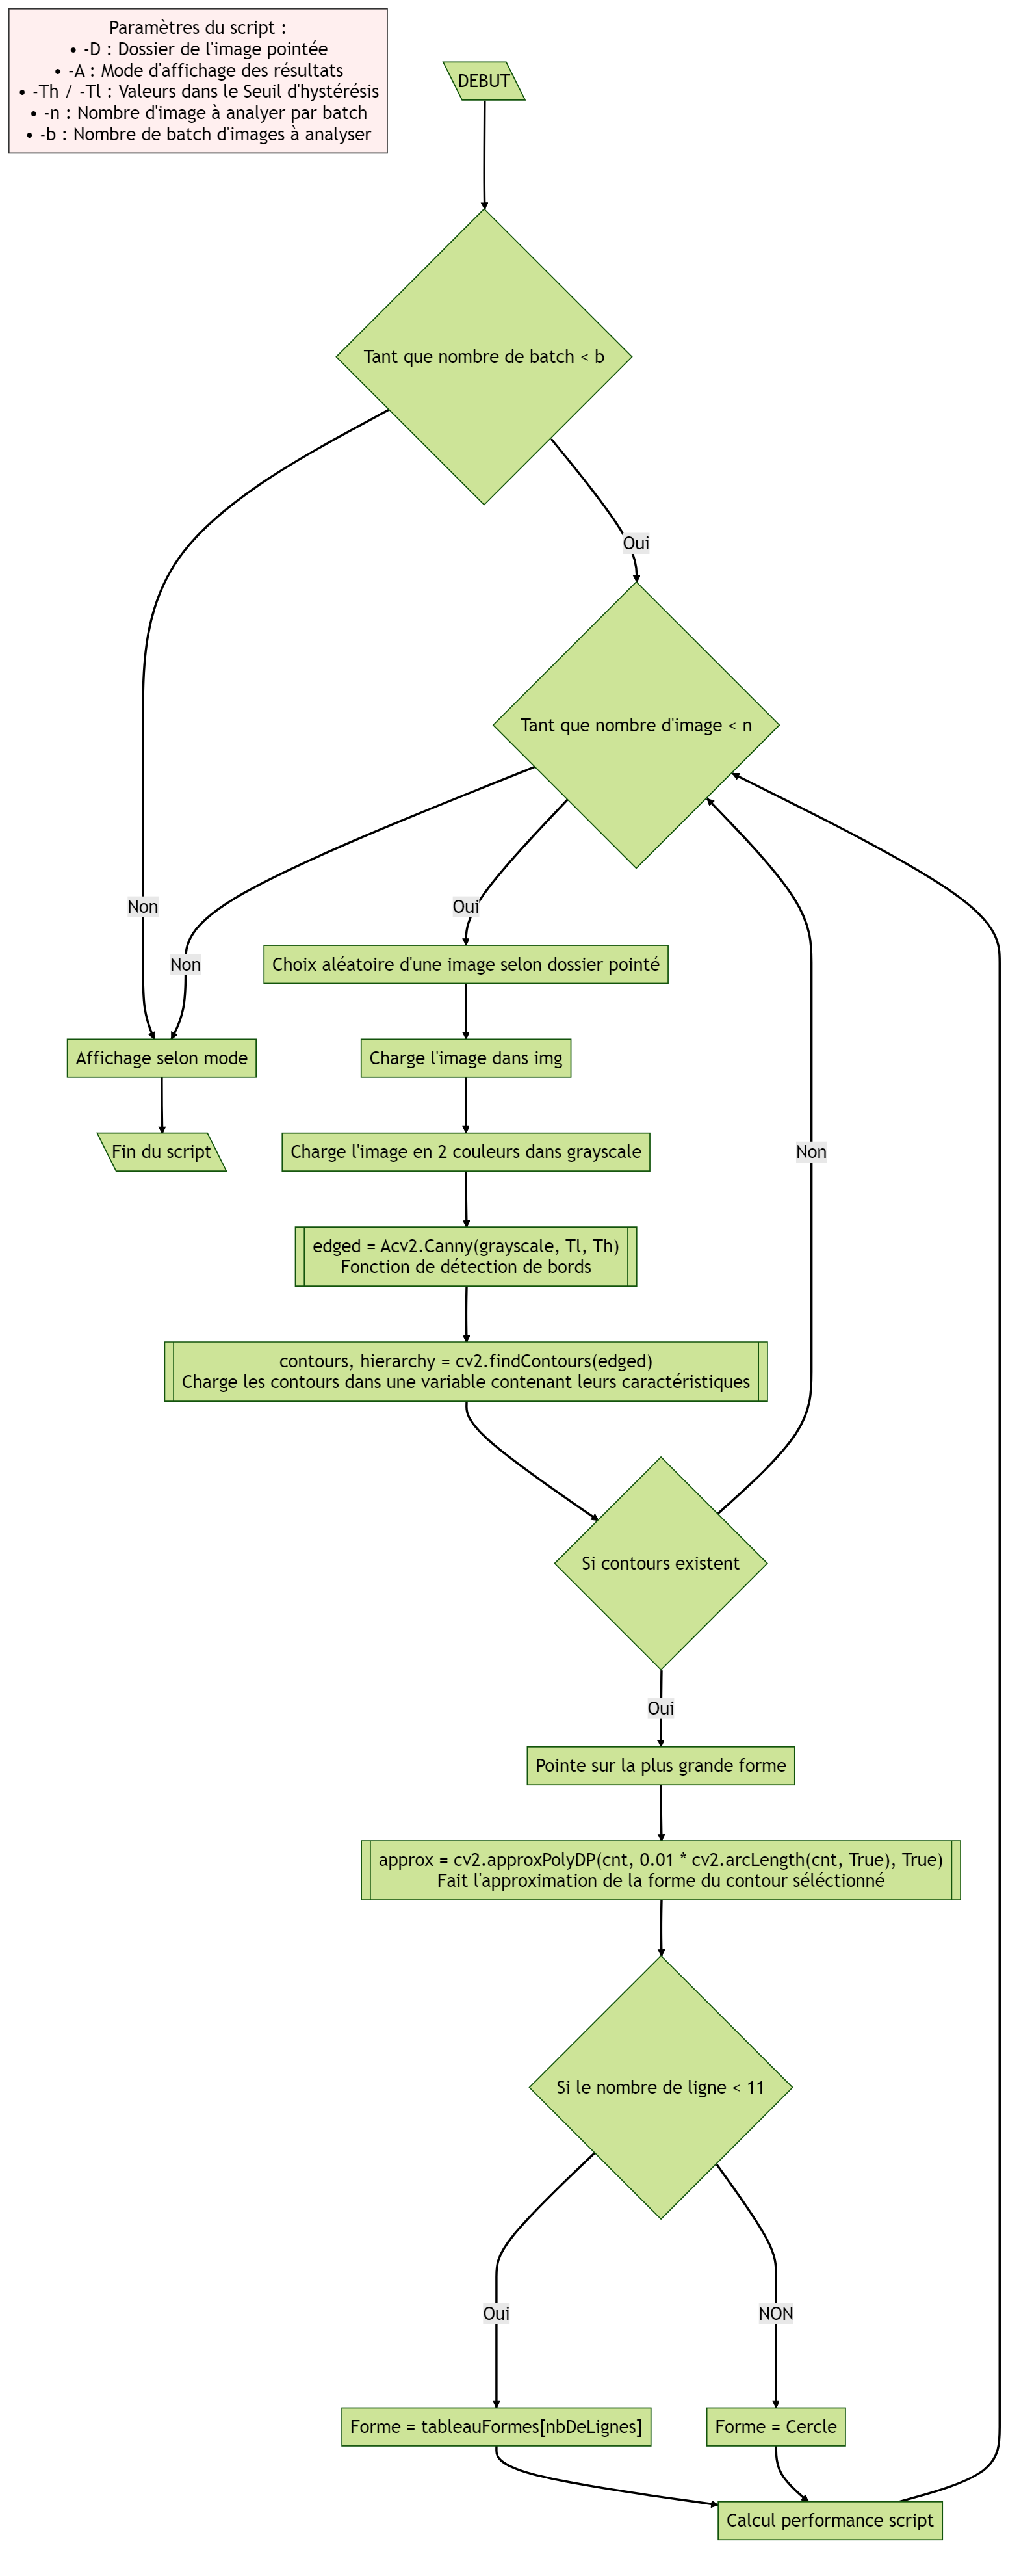 Paramètres du script :
• -D : Dossier de l'image pointée
• -A : Mode d'affichage des résultats
• -Th / -Tl : Valeurs dans le Seuil d'hystérésis
• -n : Nombre d'image à analyer par batch
• -b : Nombre de batch d'images à analyser
DEBUT
Tant que nombre de batch < b
Oui
Tant que nombre d'image < n
Non
Oui
Non
Choix aléatoire d'une image selon dossier pointé
Affichage selon mode
Charge l'image dans img
Fin du script
Charge l'image en 2 couleurs dans grayscale
Non
edged = Acv2.Canny(grayscale, Tl, Th)
Fonction de détection de bords
contours, hierarchy = cv2.findContours(edged)
Charge les contours dans une variable contenant leurs caractéristiques
Si contours existent
Oui
Pointe sur la plus grande forme
approx = cv2.approxPolyDP(cnt, 0.01 * cv2.arcLength(cnt, True), True)
Fait l'approximation de la forme du contour séléctionné
Si le nombre de ligne < 11
Oui
NON
Forme = tableauFormes[nbDeLignes]
Forme = Cercle
Calcul performance script